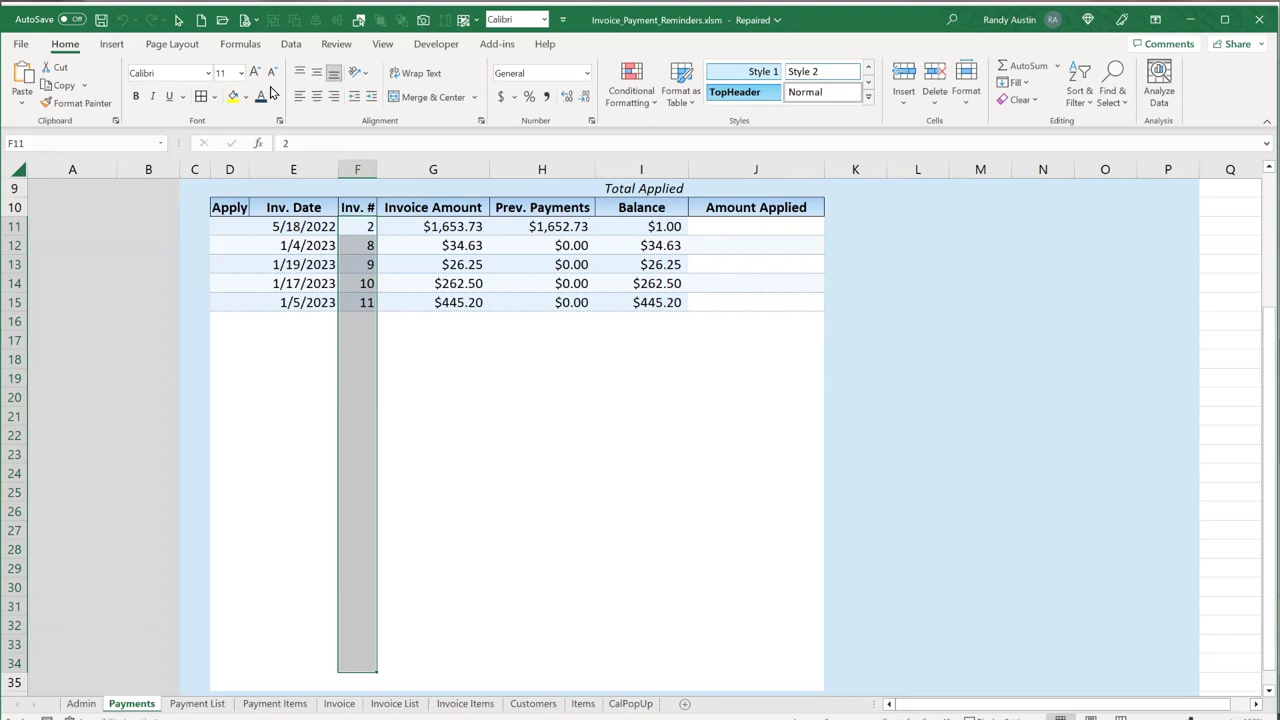 AutoSave Off Calibri Invoice_Payment_Reminders.xlsm - Repaired Randy Austin RA
File Home Insert Page Layout Formulas Data Review View Developer Add-ins Help Comments Share
Paste Cut Copy Format Painter Clipboard
Calibri 11 A A B I U A Font
Wrap Text Merge & Center Alignment
General $ % Number
Conditional Formatting Format as Table Style 1 Style 2 TopHeader Normal Styles
Insert Delete Format Cells
AutoSum Fill Clear Sort & Filter Find & Select Editing
Analyze Data Analysis
F11 fx 2
A B C D E F G H I J K L M N O P Q
9 Total Applied
10 Apply Inv. Date Inv. # Invoice Amount Prev. Payments Balance Amount Applied
11 5/18/2022 2 $1,653.73 $1,652.73 $1.00
12 1/4/2023 8 $34.63 $0.00 $34.63
13 1/19/2023 9 $26.25 $0.00 $26.25
14 1/17/2023 10 $262.50 $0.00 $262.50
15 1/5/2023 11 $445.20 $0.00 $445.20
16
17
18
19
20
21
22
23
24
25
26
27
28
29
30
31
32
33
34
35
Admin Payments Payment List Payment Items Invoice Invoice List Invoice Items Customers Items CalPopUp